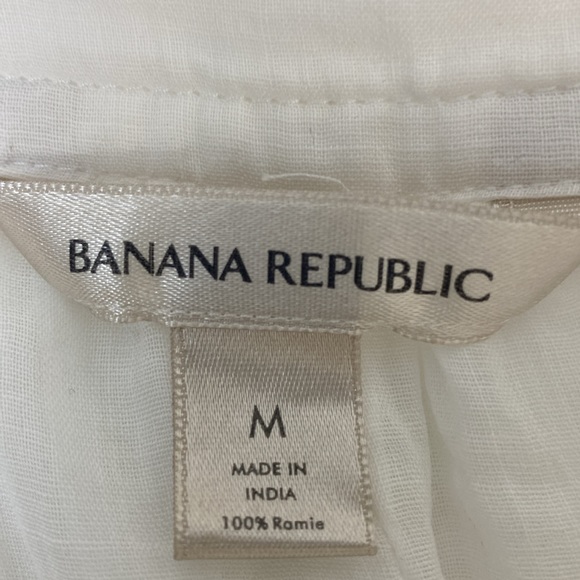 BANANA REPUBLIC
M
MADE IN
INDIA
100% Ramie